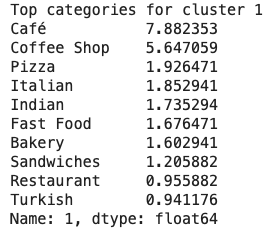 Top categories for cluster 1
Café 7.882353
Coffee Shop 5.647059
Pizza 1.926471
Italian 1.852941
Indian 1.735294
Fast Food 1.676471
Bakery 1.602941
Sandwiches 1.205882
Restaurant 0.955882
Turkish 0.941176
Name: 1, dtype: float64